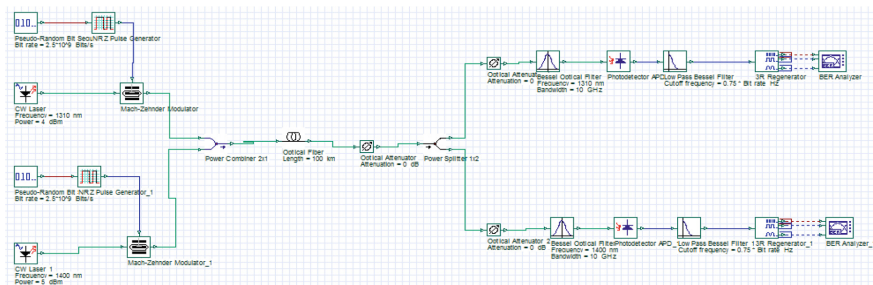 010...
Pseudo-Random Bit Sequ NRZ Pulse Generator
Bit rate = 2.5*10^9 Bits/s
CW Laser
Frequency = 1310 nm
Power = 4 dBm
Mach-Zehnder Modulator
010...
Pseudo-Random Bit NRZ Pulse Generator_1
Bit rate = 2.5*10^9 Bits/s
CW Laser 1
Frequency = 1400 nm
Power = 5 dBm
Mach-Zehnder Modulator_1
Power Combiner 2x1
Optical Fiber
Length = 100 km
Optical Attenuator
Attenuation = 0 dB
Power Splitter 1x2
Optical Attenuat
Attenuation = 0
Bessel Optical Filter
Frequency = 1310 nm
Bandwidth = 10 GHz
Photodetector APD
Low Pass Bessel Filter
Cutoff frequency = 0.75 * Bit rate Hz
3R Regenerator
BER Analyzer
Optical Attenuator
Attenuation = 0 dB
Bessel Optical Filte
Frequency = 1400 nm
Bandwidth = 10 GHz
Photodetector APD_
Low Pass Bessel Filter 1
Cutoff frequency = 0.75 * Bit rate Hz
3R Regenerator_1
BER Analyzer_